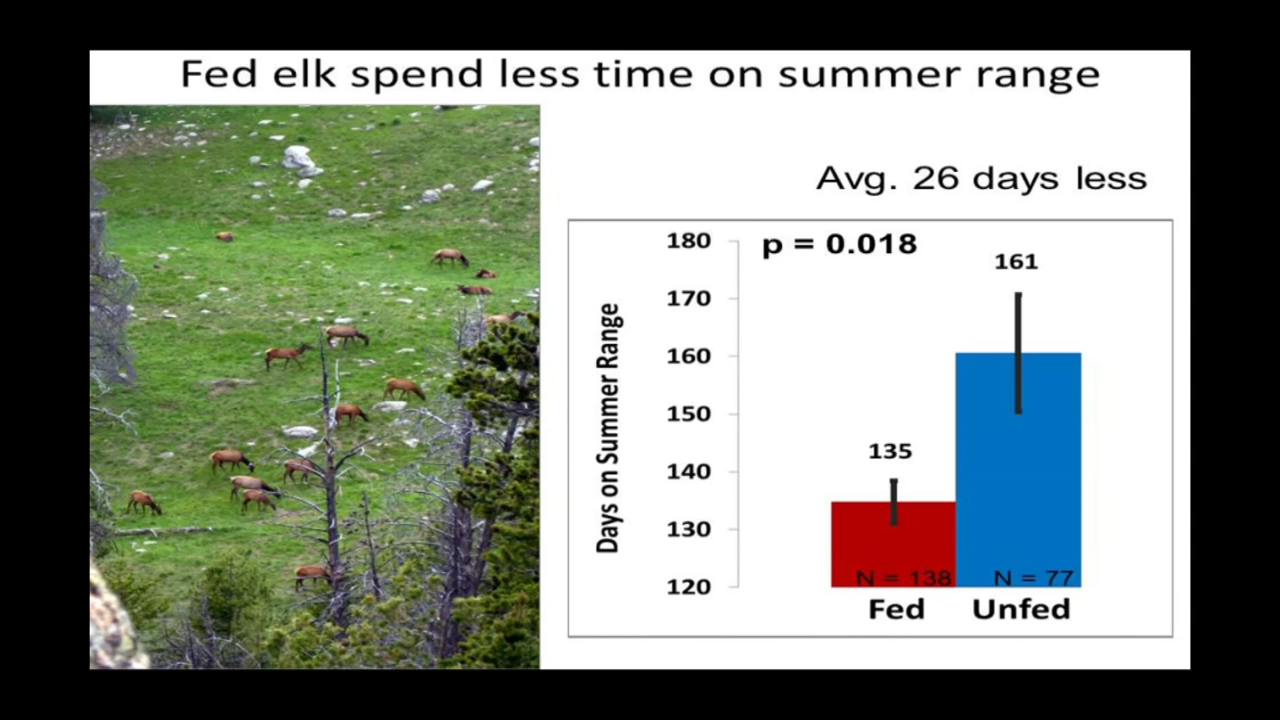 Fed elk spend less time on summer range
Avg. 26 days less
p = 0.018
180
170
160
150
140
130
120
Days on Summer Range
135
161
N = 138
N = 77
Fed
Unfed